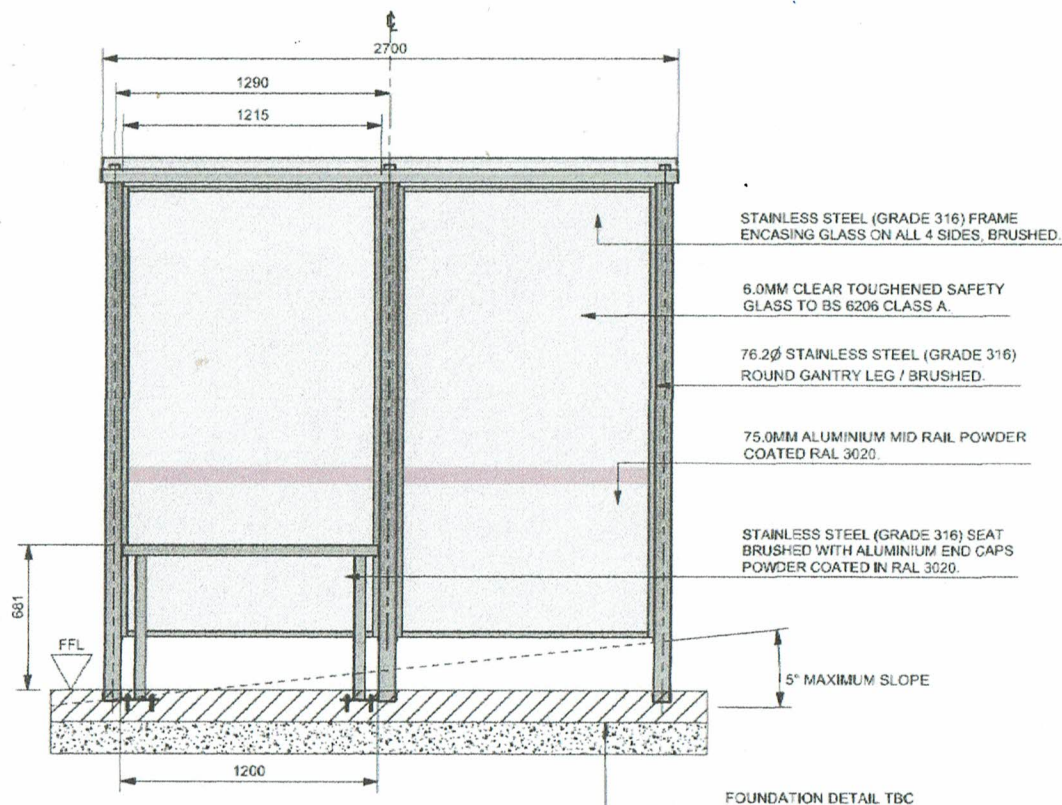 ℄
2700
1290
1215
STAINLESS STEEL (GRADE 316) FRAME
ENCASING GLASS ON ALL 4 SIDES, BRUSHED.
6.0MM CLEAR TOUGHENED SAFETY
GLASS TO BS 6206 CLASS A.
76.2Ø STAINLESS STEEL (GRADE 316)
ROUND GANTRY LEG / BRUSHED.
75.0MM ALUMINIUM MID RAIL POWDER
COATED RAL 3020.
STAINLESS STEEL (GRADE 316) SEAT
BRUSHED WITH ALUMINIUM END CAPS
POWDER COATED IN RAL 3020.
681
FFL
5° MAXIMUM SLOPE
1200
FOUNDATION DETAIL TBC